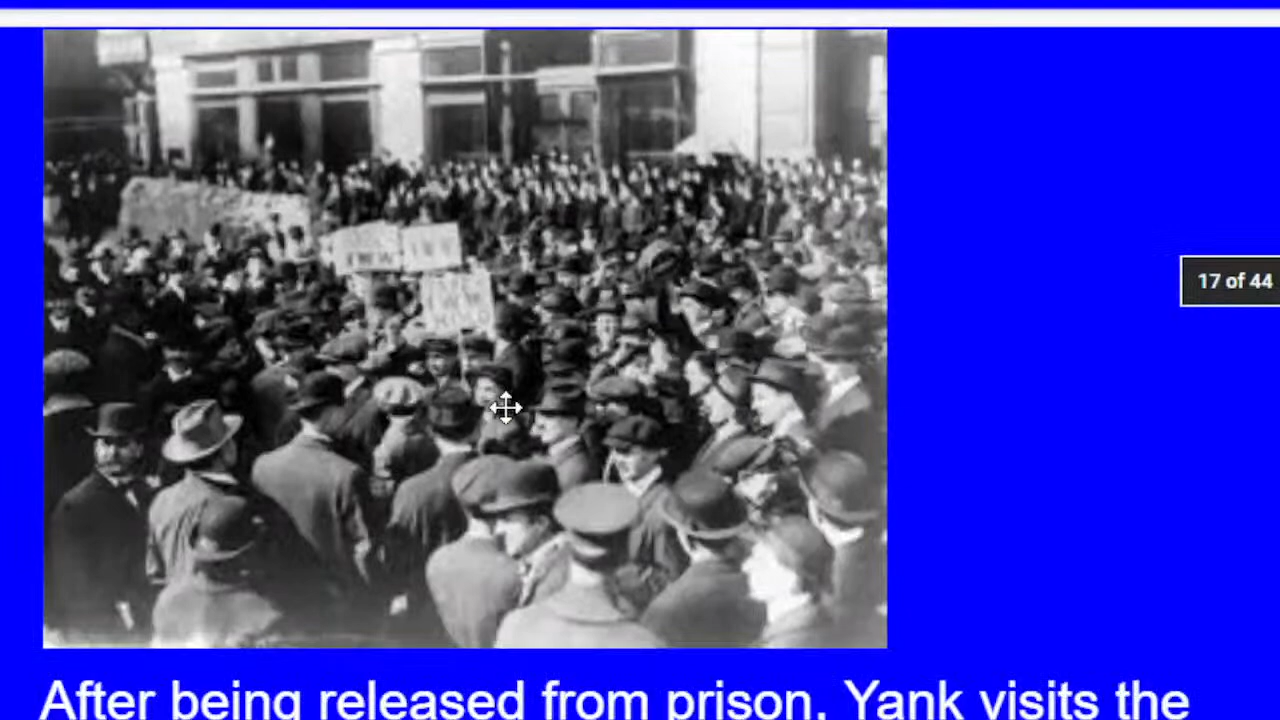 17 of 44
After being released from prison, Yank visits the